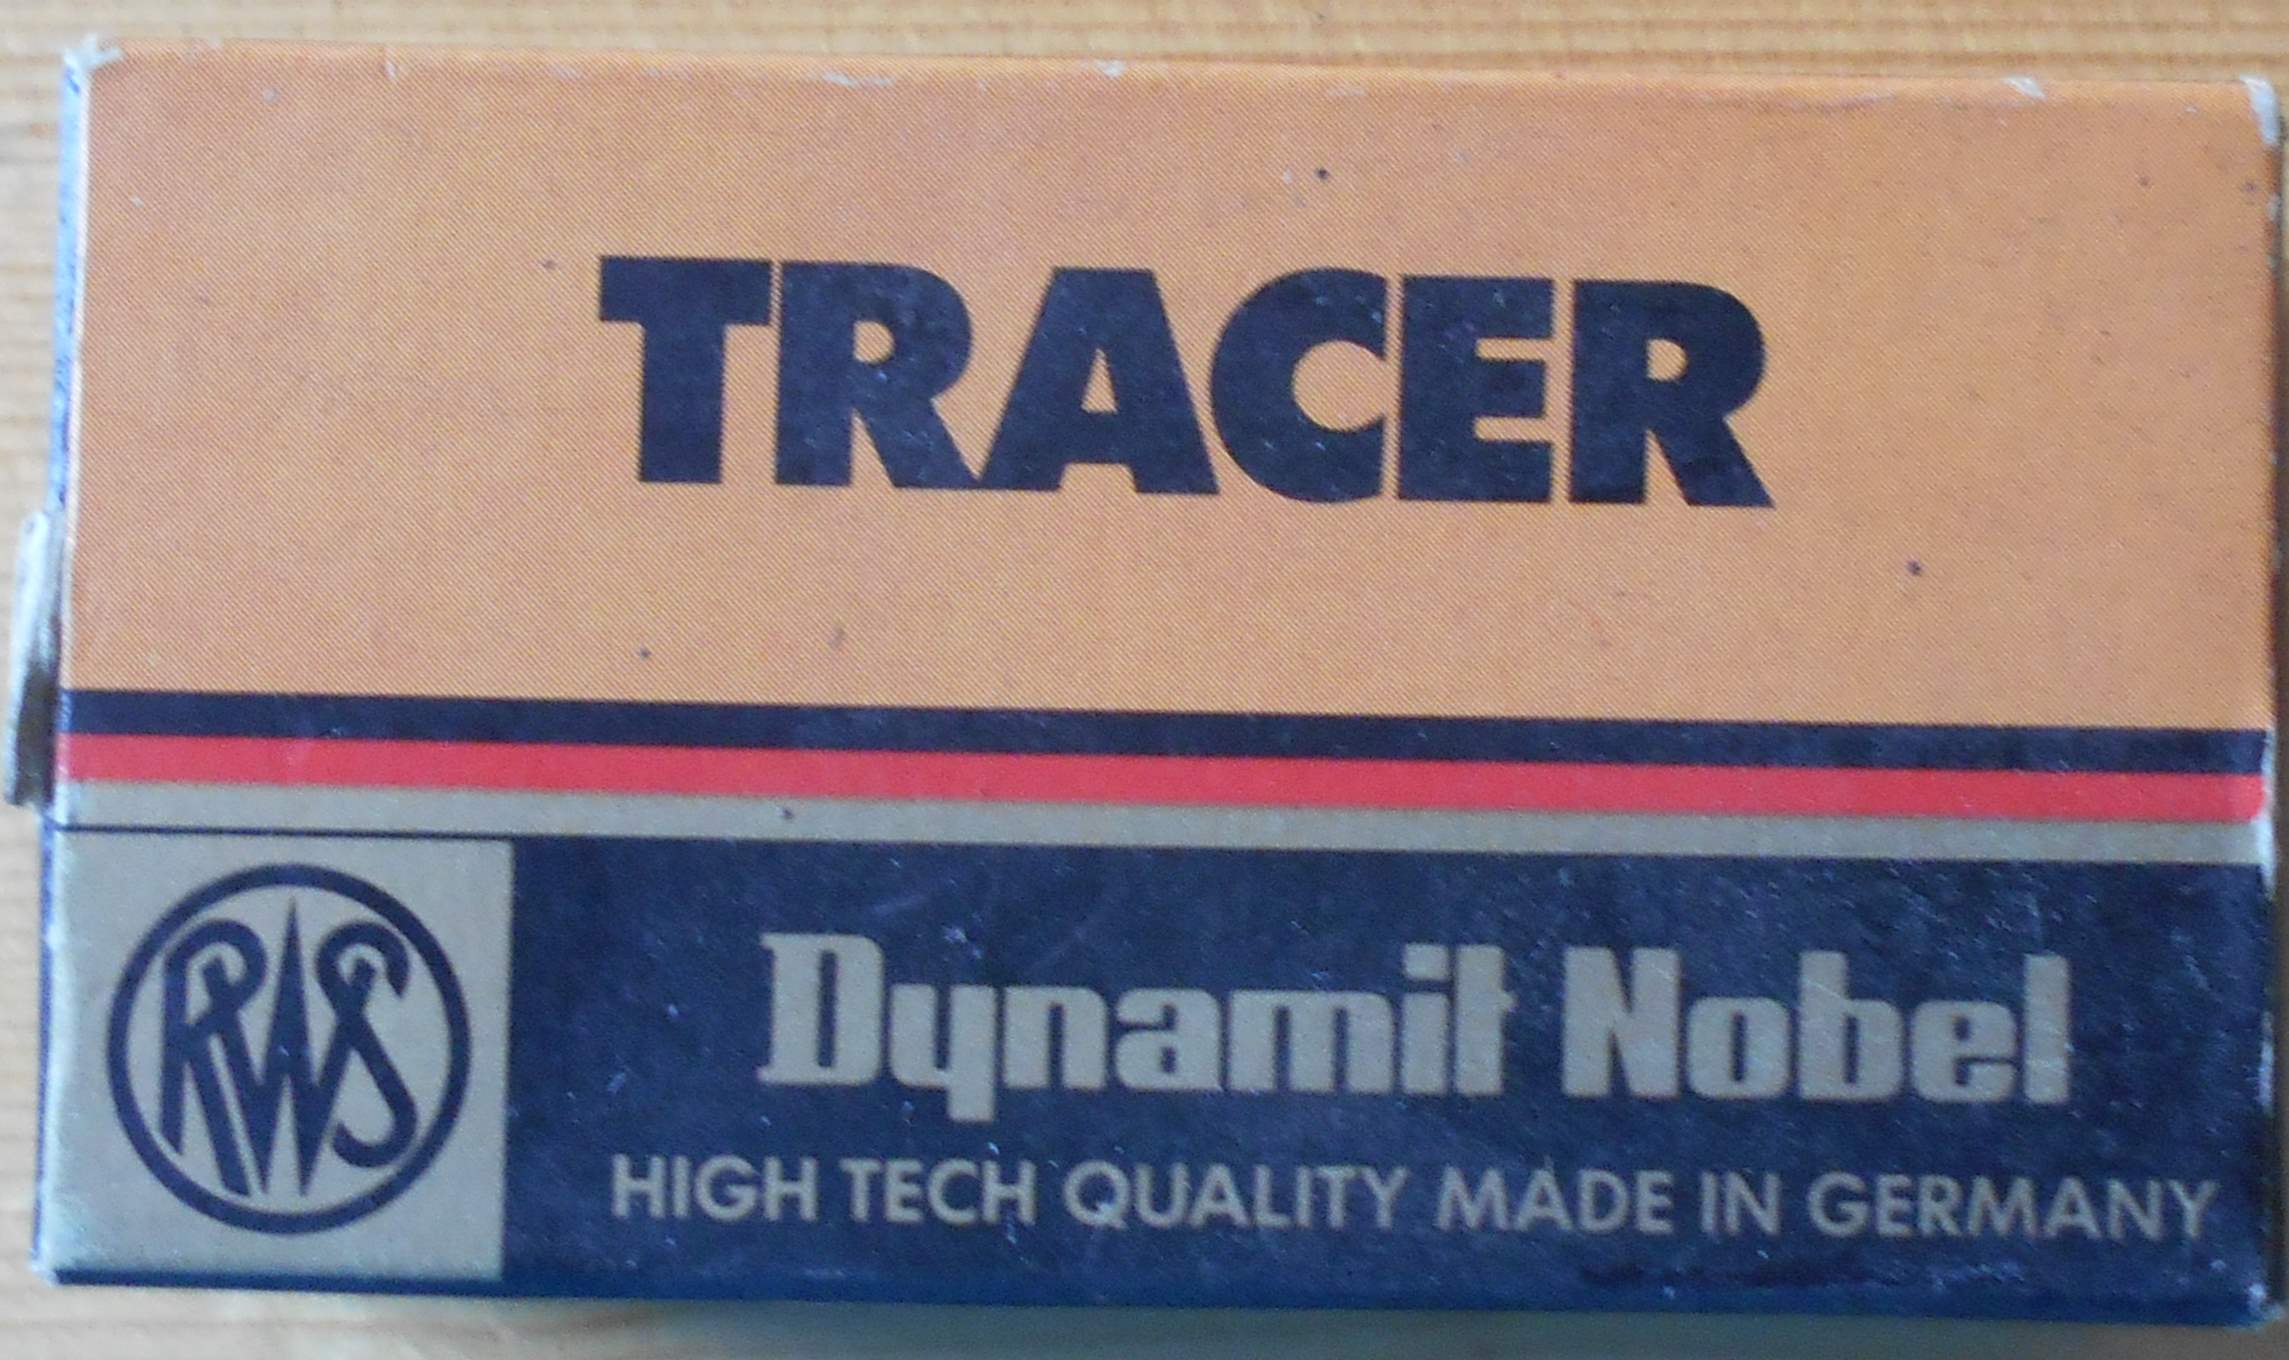 TRACER
RWS
Dynamit Nobel
HIGH TECH QUALITY MADE IN GERMANY